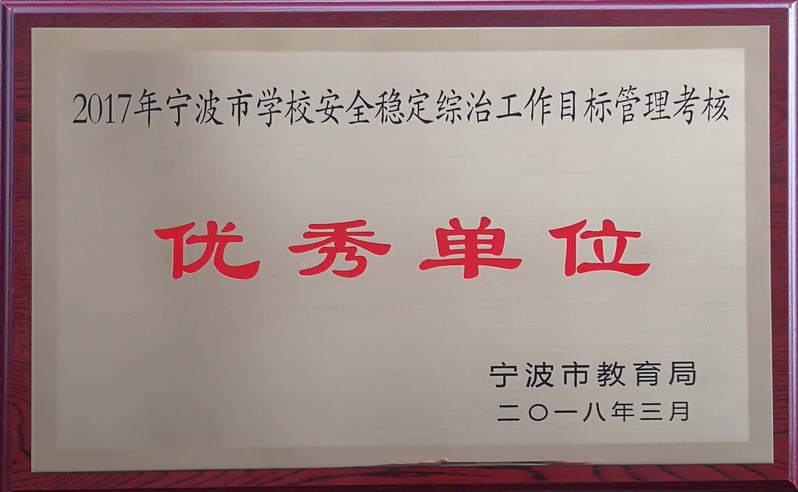 2017年宁波市学校安全稳定综治工作目标管理考核
优秀单位
宁波市教育局
二〇一八年三月